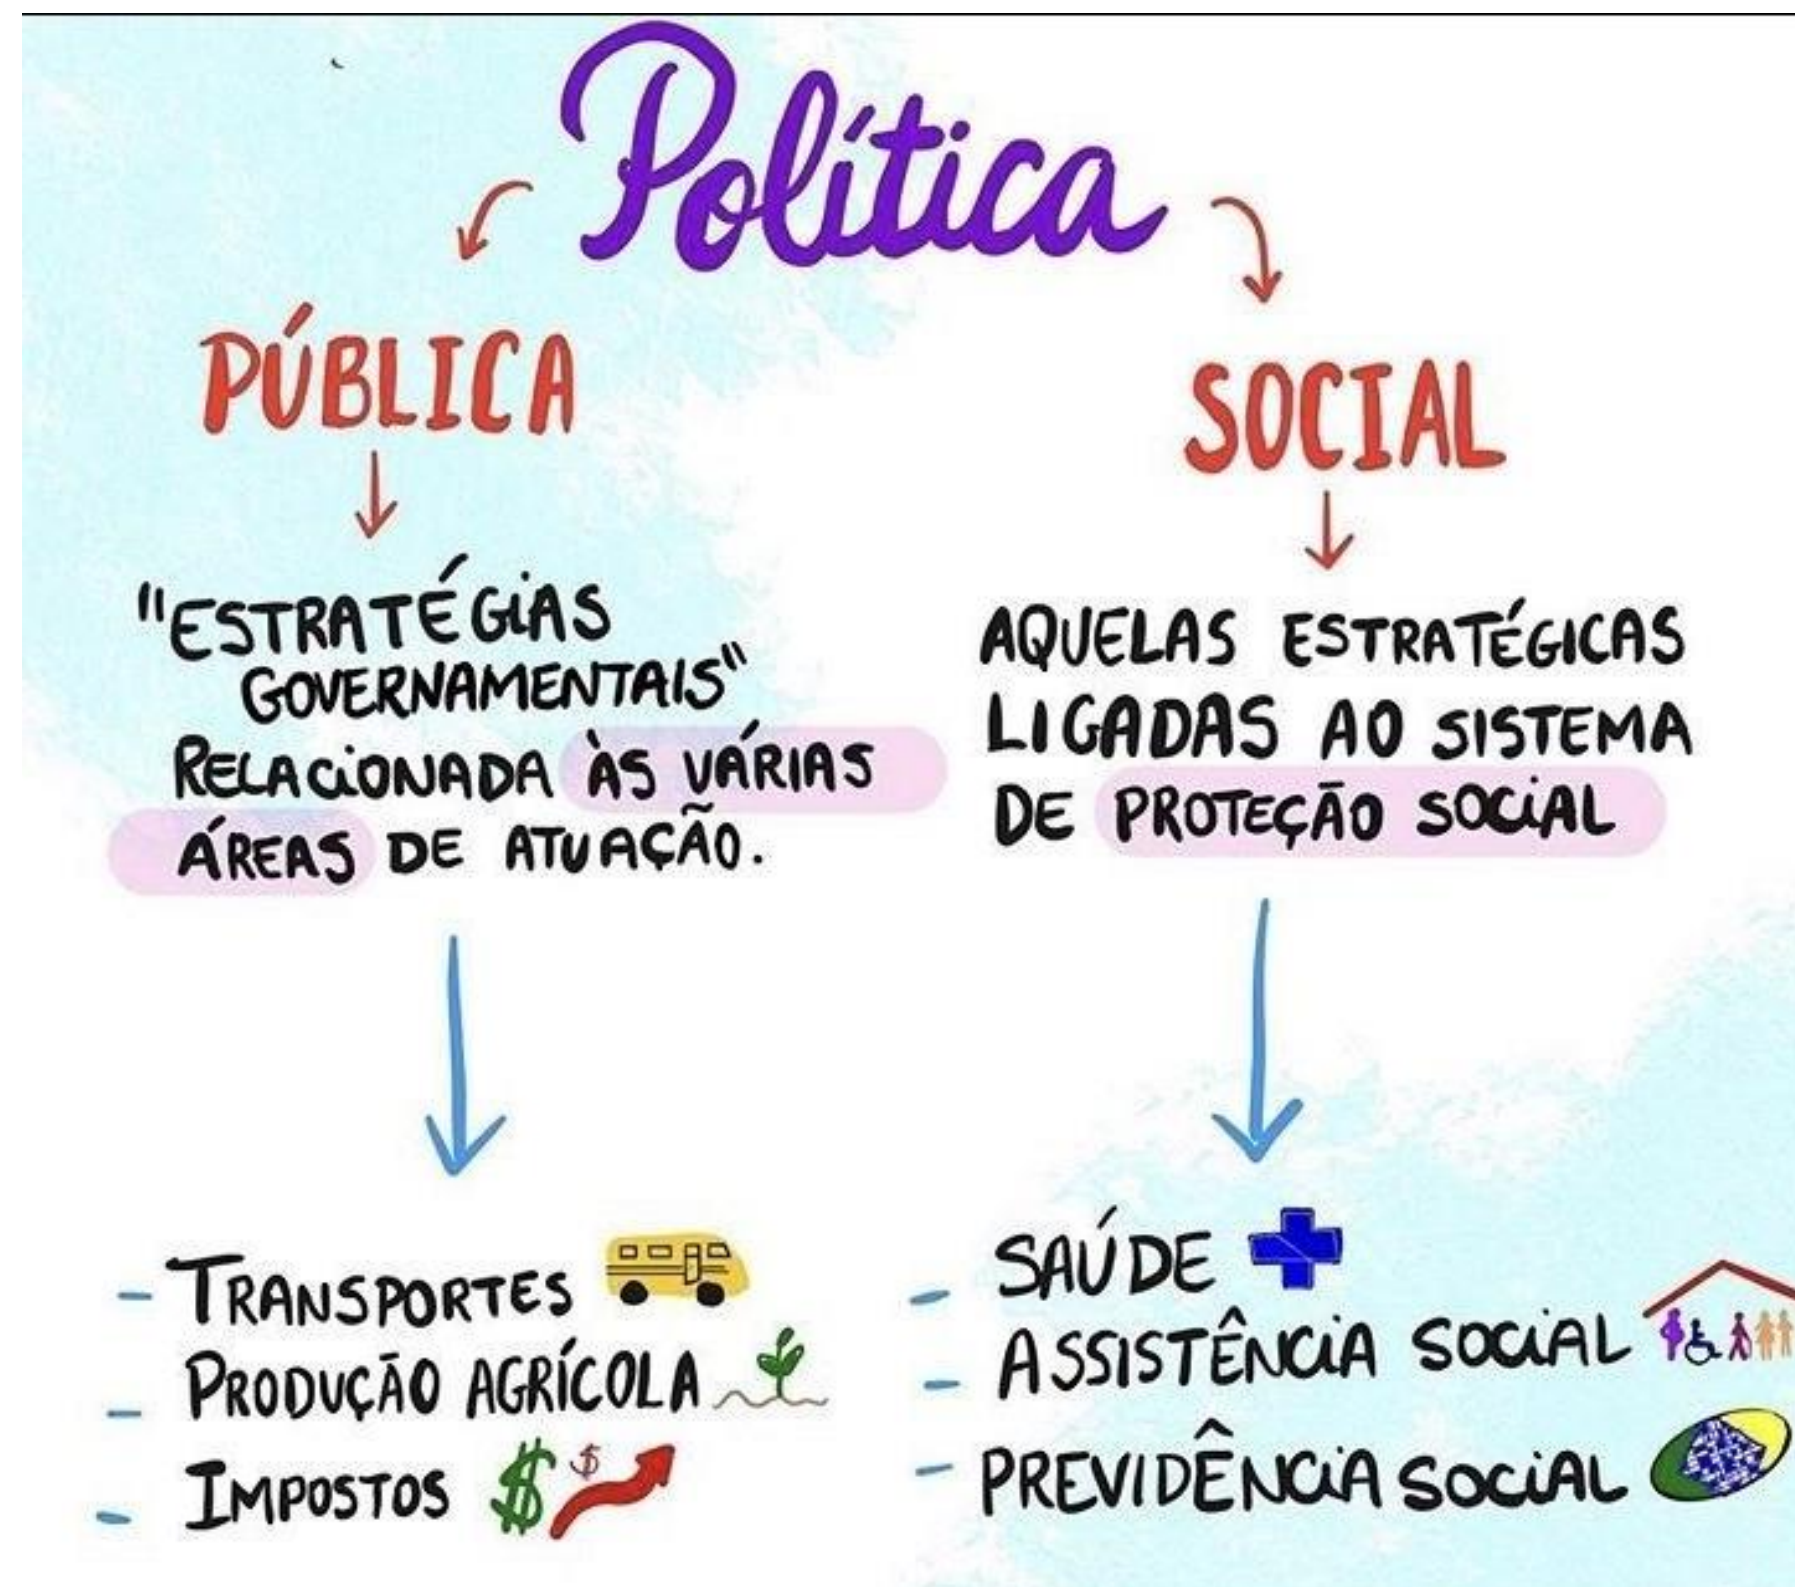 Política
PÚBLICA
"ESTRATÉGIAS
GOVERNAMENTAIS"
RELACIONADA ÀS VÁRIAS
ÁREAS DE ATUAÇÃO.
- TRANSPORTES
- PRODUÇÃO AGRÍCOLA
- IMPOSTOS $ $
SOCIAL
AQUELAS ESTRATÉGICAS
LIGADAS AO SISTEMA
DE PROTEÇÃO SOCIAL
- SAÚDE
- ASSISTÊNCIA SOCIAL
- PREVIDÊNCIA SOCIAL